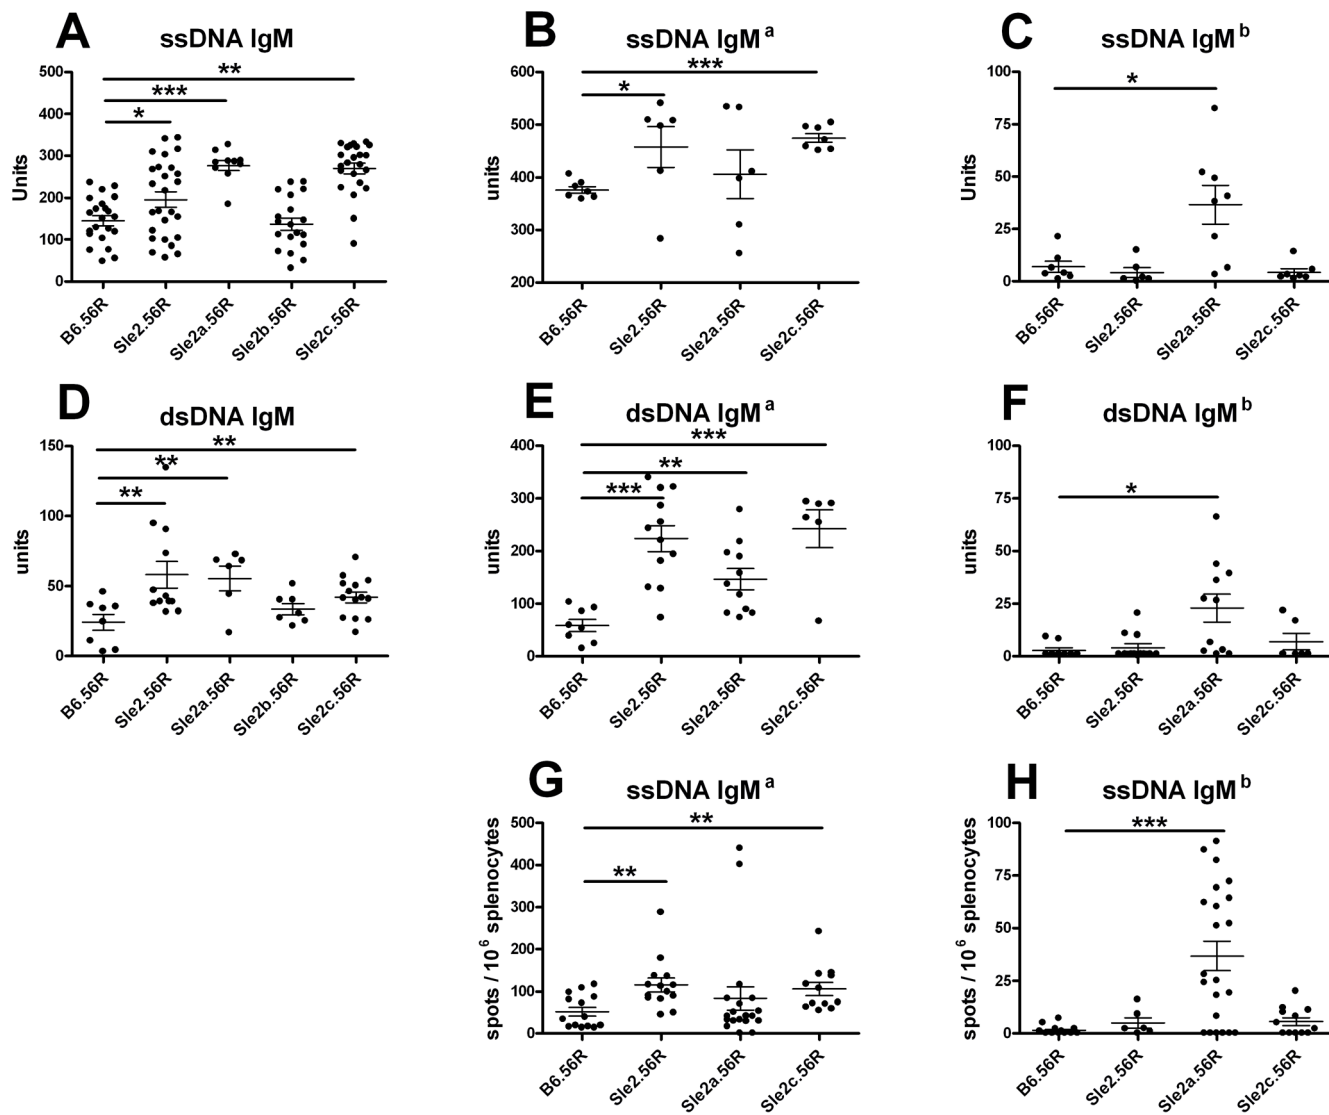 A
ssDNA IgM
Units
500
400
300
200
100
0
**
***
*
B6.56R
Sle2.56R
Sle2a.56R
Sle2b.56R
Sle2c.56R
B
ssDNA IgM a
600
500
400
300
200
***
*
B6.56R
Sle2.56R
Sle2a.56R
Sle2c.56R
C
ssDNA IgM b
Units
100
75
50
25
0
*
B6.56R
Sle2.56R
Sle2a.56R
Sle2c.56R
D
dsDNA IgM
units
150
100
50
0
**
**
**
B6.56R
Sle2.56R
Sle2a.56R
Sle2b.56R
Sle2c.56R
E
dsDNA IgM a
units
400
300
200
100
0
***
**
***
B6.56R
Sle2.56R
Sle2a.56R
Sle2c.56R
F
dsDNA IgM b
units
100
75
50
25
0
*
B6.56R
Sle2.56R
Sle2a.56R
Sle2c.56R
G
ssDNA IgM a
spots / 10 6 splenocytes
500
400
300
200
100
0
**
**
B6.56R
Sle2.56R
Sle2a.56R
Sle2c.56R
H
ssDNA IgM b
spots / 10 6 splenocytes
100
75
50
25
0
***
B6.56R
Sle2.56R
Sle2a.56R
Sle2c.56R